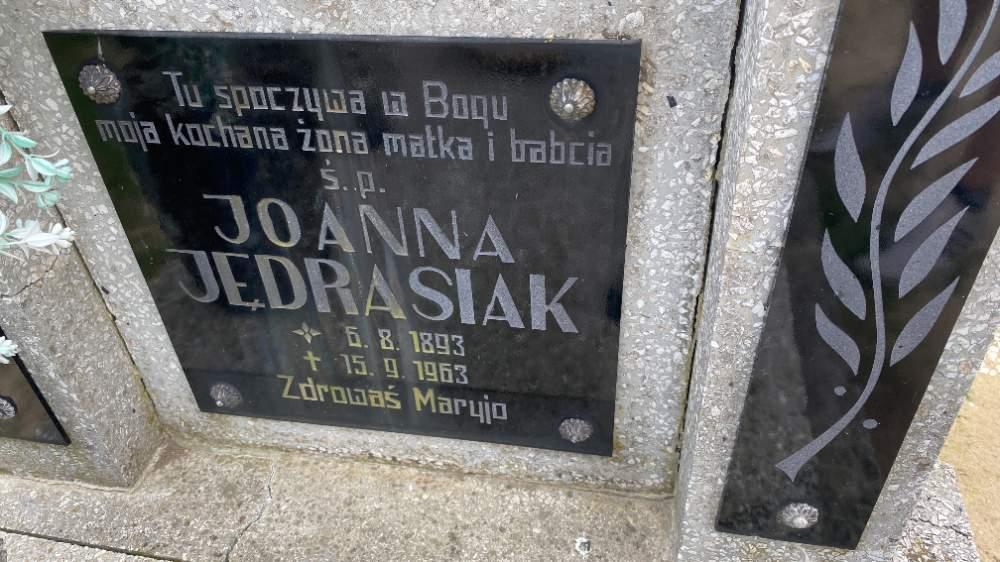 Tu spoczywa w Bogu
moja kochana żona matka i babcia
ś. p.
JOANNA
JĘDRASIAK
6. 8. 1893
15. 9. 1963
Zdrowaś Maryjo